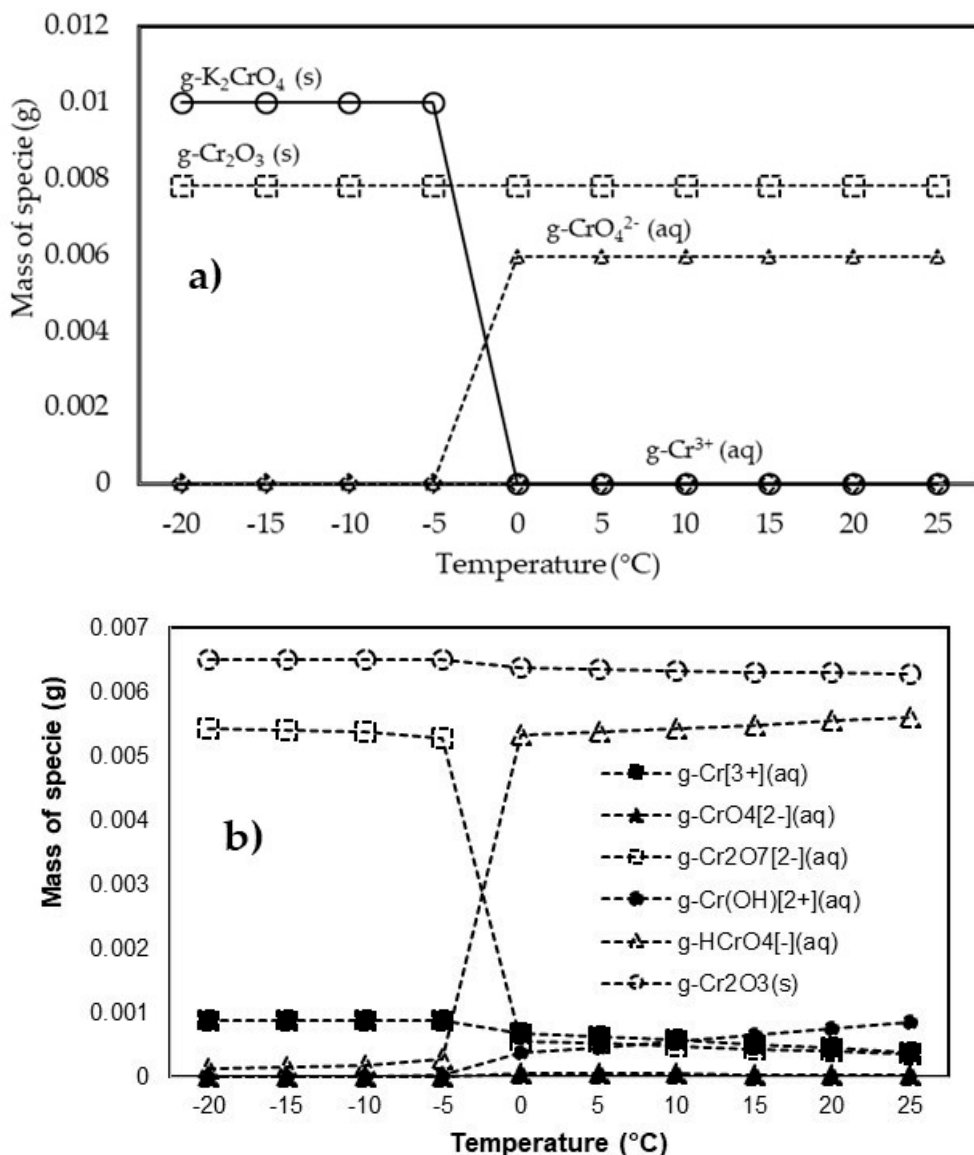 0.012
g-K₂CrO₄ (s)
0.01
g-Cr₂O₃ (s)
0.008
g-CrO₄²⁻ (aq)
0.006
a)
0.004
0.002
g-Cr³⁺ (aq)
0
Mass of specie (g)
-20 -15 -10 -5 0 5 10 15 20 25
Temperature (°C)
0.007
0.006
0.005
0.004
0.003
0.002
0.001
0
Mass of specie (g)
b)
g-Cr[3+](aq)
g-CrO4[2-](aq)
g-Cr2O7[2-](aq)
g-Cr(OH)[2+](aq)
g-HCrO4[-](aq)
g-Cr2O3(s)
-20 -15 -10 -5 0 5 10 15 20 25
Temperature (°C)